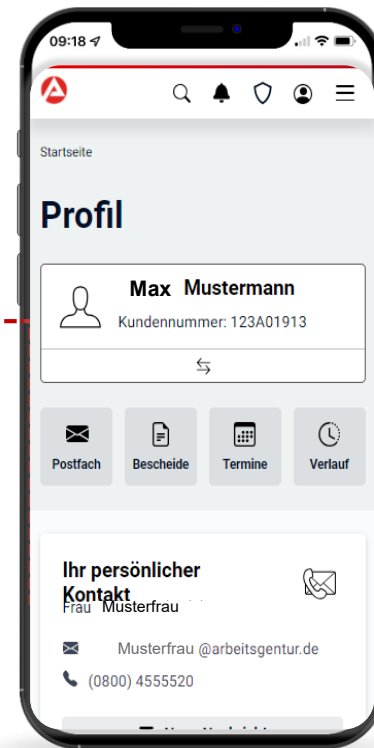 09:18
Startseite
Profil
Max Mustermann
Kundennummer: 123A01913
Postfach Bescheide Termine Verlauf
Ihr persönlicher
Kontakt
Frau Musterfrau
Musterfrau @arbeitsgentur.de
(0800) 4555520